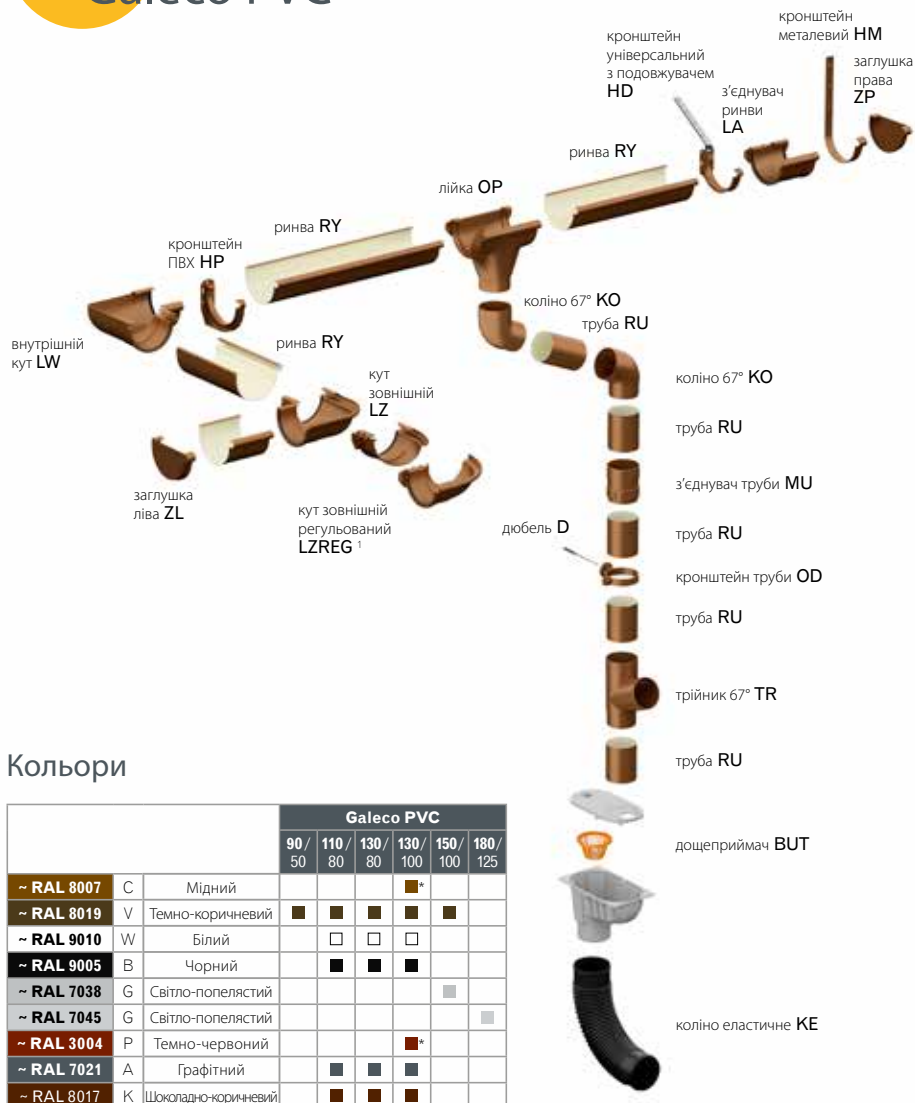 Galeco PVC
кронштейн
металевий HM
кронштейн
універсальний
з подовжувачем
HD
заглушка
права
ZP
з'єднувач
ринви
LA
ринва RY
лійка OP
ринва RY
кронштейн
ПВХ HP
коліно 67° KO
труба RU
внутрішній
кут LW
ринва RY
кут
зовнішній
LZ
коліно 67° KO
труба RU
з'єднувач труби MU
заглушка
ліва ZL
кут зовнішній
регульований
LZREG 1
дюбель D
труба RU
кронштейн труби OD
труба RU
трійник 67° TR
труба RU
дощеприймач BUT
коліно еластичне KE
Кольори
Galeco PVC
90/ 110/ 130/ 130/ 150/ 180/
50 80 80 100 100 125
~ RAL 8007 C Мідний *
~ RAL 8019 V Темно-коричневий
~ RAL 9010 W Білий
~ RAL 9005 B Чорний
~ RAL 7038 G Світло-попелястий
~ RAL 7045 G Світло-попелястий
~ RAL 3004 P Темно-червоний *
~ RAL 7021 A Графітний
~ RAL 8017 K Шоколадно-коричневий